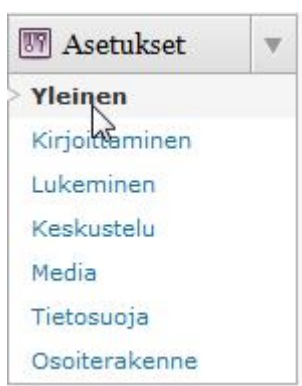 Asetukset
Yleinen
Kirjoittaminen
Lukeminen
Keskustelu
Media
Tietosuoja
Osoiterakenne